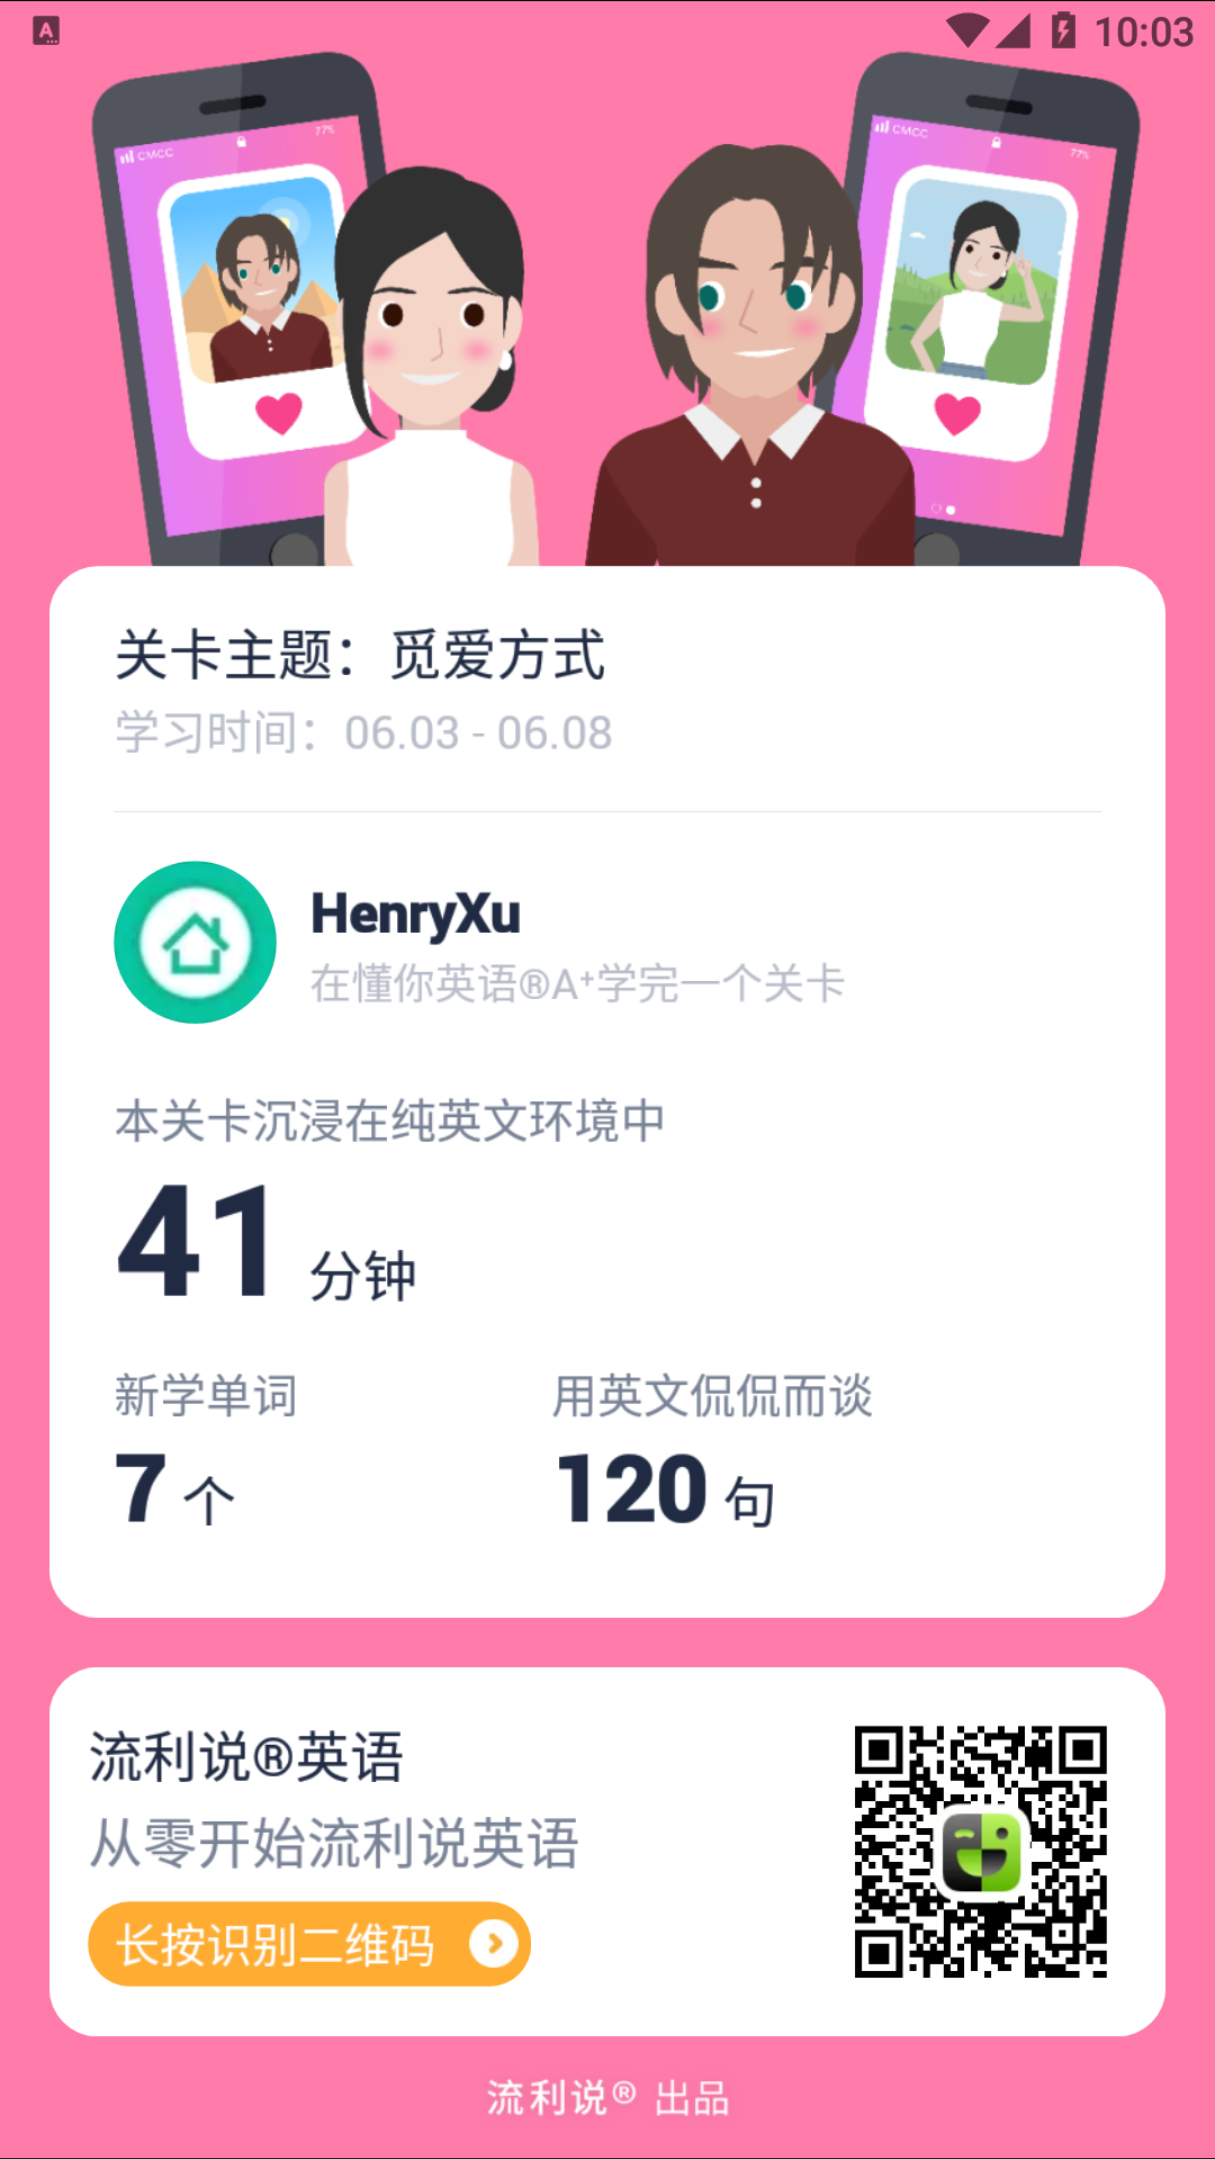 A
10:03
CMCC
77%
CMCC
77%
关卡主题：觅爱方式
学习时间：06.03 - 06.08
HenryXu
在懂你英语®A⁺学完一个关卡
本关卡沉浸在纯英文环境中
41 分钟
新学单词
7 个
用英文侃侃而谈
120 句
流利说®英语
从零开始流利说英语
长按识别二维码
流利说® 出品